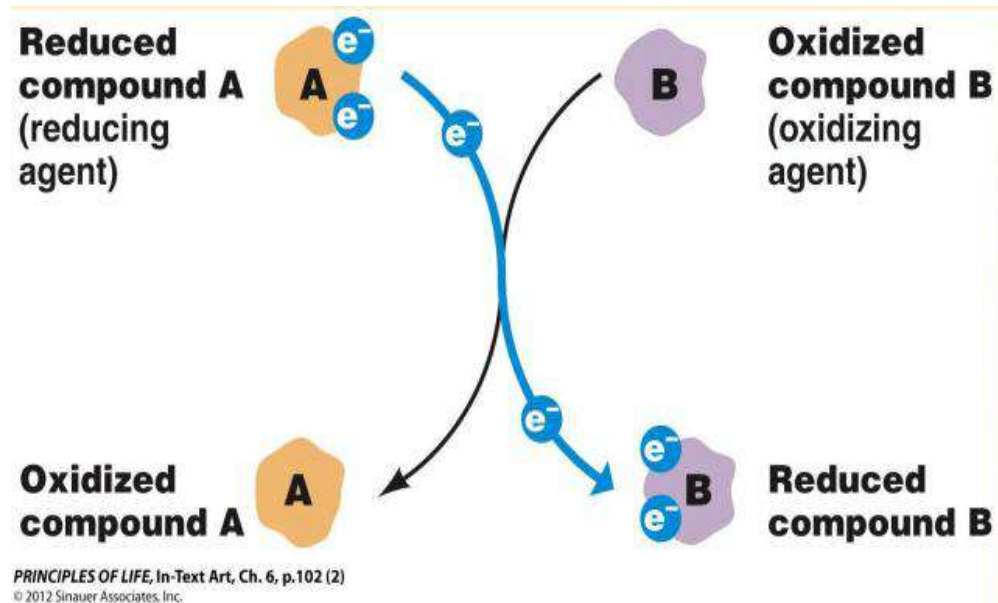 Reduced
compound A
(reducing
agent)
e⁻
A
e⁻
e⁻
B
Oxidized
compound B
(oxidizing
agent)
e⁻
Oxidized
compound A
A
e⁻
B
e⁻
Reduced
compound B
PRINCIPLES OF LIFE, In-Text Art, Ch. 6, p.102 (2)
© 2012 Sinauer Associates, Inc.